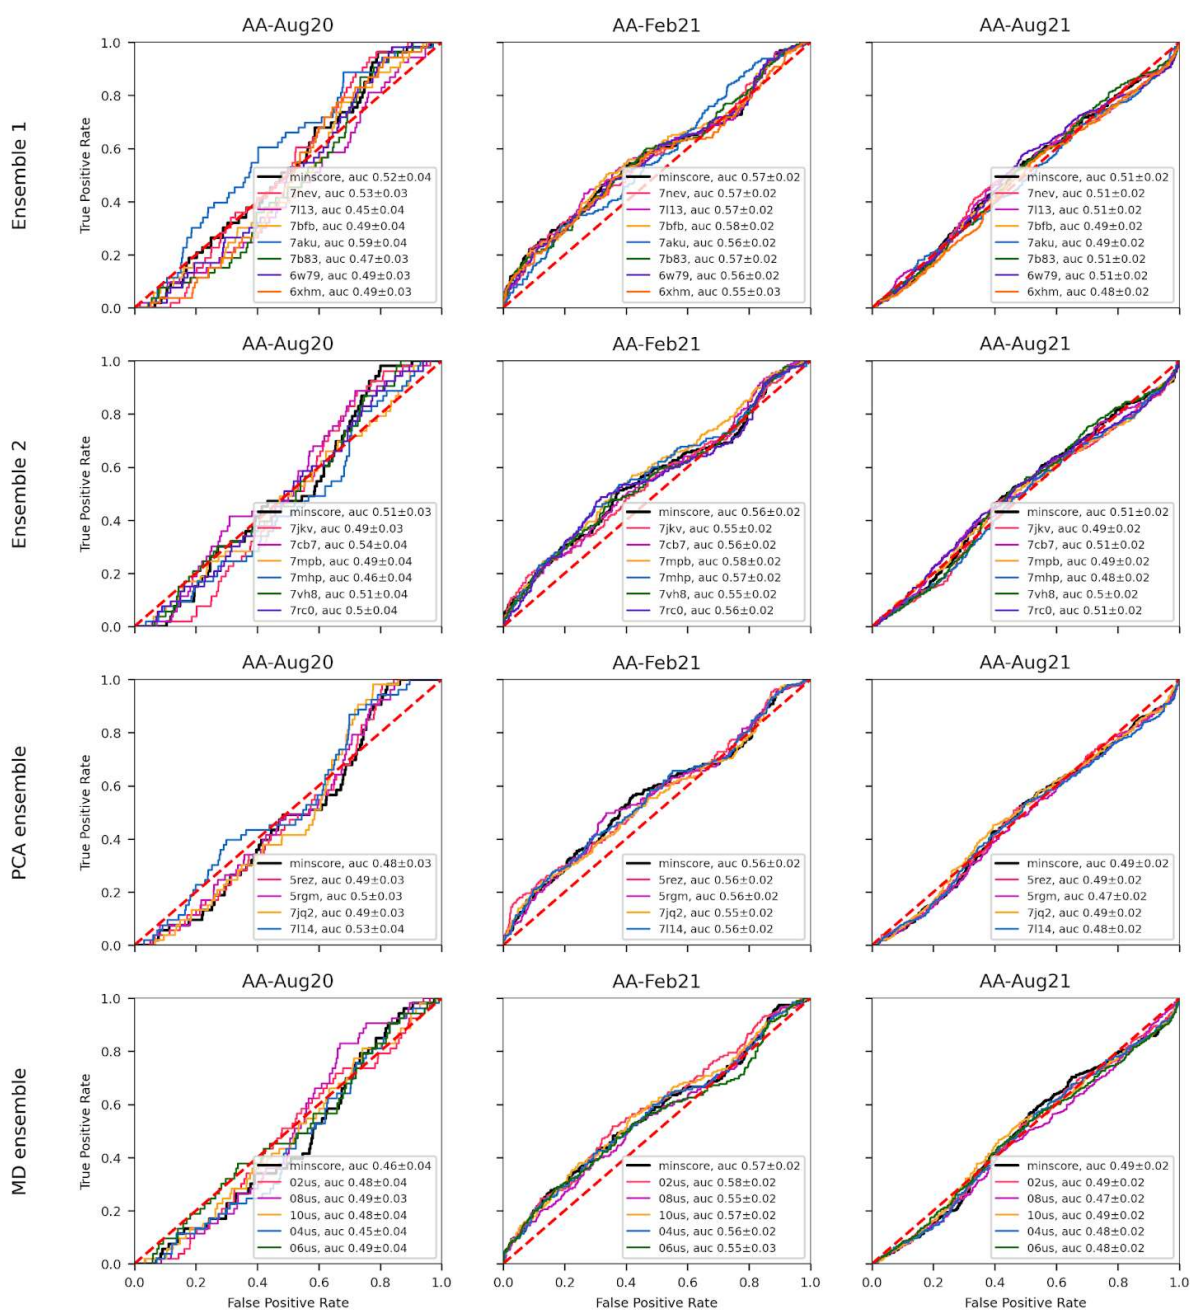 AA-Aug20
AA-Feb21
AA-Aug21
Ensemble 1
True Positive Rate
1.0
0.8
0.6
0.4
0.2
0.0
minscore, auc 0.52±0.04
7nev, auc 0.53±0.03
7l13, auc 0.45±0.04
7bfb, auc 0.49±0.04
7aku, auc 0.59±0.04
7b83, auc 0.47±0.03
6w79, auc 0.49±0.03
6xhm, auc 0.49±0.03
minscore, auc 0.57±0.02
7nev, auc 0.57±0.02
7l13, auc 0.57±0.02
7bfb, auc 0.58±0.02
7aku, auc 0.56±0.02
7b83, auc 0.57±0.02
6w79, auc 0.56±0.02
6xhm, auc 0.55±0.03
minscore, auc 0.51±0.02
7nev, auc 0.51±0.02
7l13, auc 0.51±0.02
7bfb, auc 0.49±0.02
7aku, auc 0.49±0.02
7b83, auc 0.51±0.02
6w79, auc 0.51±0.02
6xhm, auc 0.48±0.02
AA-Aug20
AA-Feb21
AA-Aug21
Ensemble 2
True Positive Rate
1.0
0.8
0.6
0.4
0.2
0.0
minscore, auc 0.51±0.03
7jkv, auc 0.49±0.03
7cb7, auc 0.54±0.04
7mpb, auc 0.49±0.04
7mhp, auc 0.46±0.04
7vh8, auc 0.51±0.04
7rc0, auc 0.5±0.04
minscore, auc 0.56±0.02
7jkv, auc 0.55±0.02
7cb7, auc 0.56±0.02
7mpb, auc 0.58±0.02
7mhp, auc 0.57±0.02
7vh8, auc 0.55±0.02
7rc0, auc 0.56±0.02
minscore, auc 0.51±0.02
7jkv, auc 0.49±0.02
7cb7, auc 0.51±0.02
7mpb, auc 0.49±0.02
7mhp, auc 0.48±0.02
7vh8, auc 0.5±0.02
7rc0, auc 0.51±0.02
AA-Aug20
AA-Feb21
AA-Aug21
PCA ensemble
True Positive Rate
1.0
0.8
0.6
0.4
0.2
0.0
minscore, auc 0.48±0.03
5rez, auc 0.49±0.03
5rgm, auc 0.5±0.03
7jq2, auc 0.49±0.03
7l14, auc 0.53±0.04
minscore, auc 0.56±0.02
5rez, auc 0.56±0.02
5rgm, auc 0.56±0.02
7jq2, auc 0.55±0.02
7l14, auc 0.56±0.02
minscore, auc 0.49±0.02
5rez, auc 0.49±0.02
5rgm, auc 0.47±0.02
7jq2, auc 0.49±0.02
7l14, auc 0.48±0.02
AA-Aug20
AA-Feb21
AA-Aug21
MD ensemble
True Positive Rate
1.0
0.8
0.6
0.4
0.2
0.0
minscore, auc 0.46±0.04
02us, auc 0.48±0.04
08us, auc 0.49±0.03
10us, auc 0.48±0.04
04us, auc 0.45±0.04
06us, auc 0.49±0.04
minscore, auc 0.57±0.02
02us, auc 0.58±0.02
08us, auc 0.55±0.02
10us, auc 0.57±0.02
04us, auc 0.56±0.02
06us, auc 0.55±0.03
minscore, auc 0.49±0.02
02us, auc 0.49±0.02
08us, auc 0.47±0.02
10us, auc 0.49±0.02
04us, auc 0.48±0.02
06us, auc 0.48±0.02
0.0 0.2 0.4 0.6 0.8 1.0
0.0 0.2 0.4 0.6 0.8 1.0
0.0 0.2 0.4 0.6 0.8 1.0
False Positive Rate
False Positive Rate
False Positive Rate